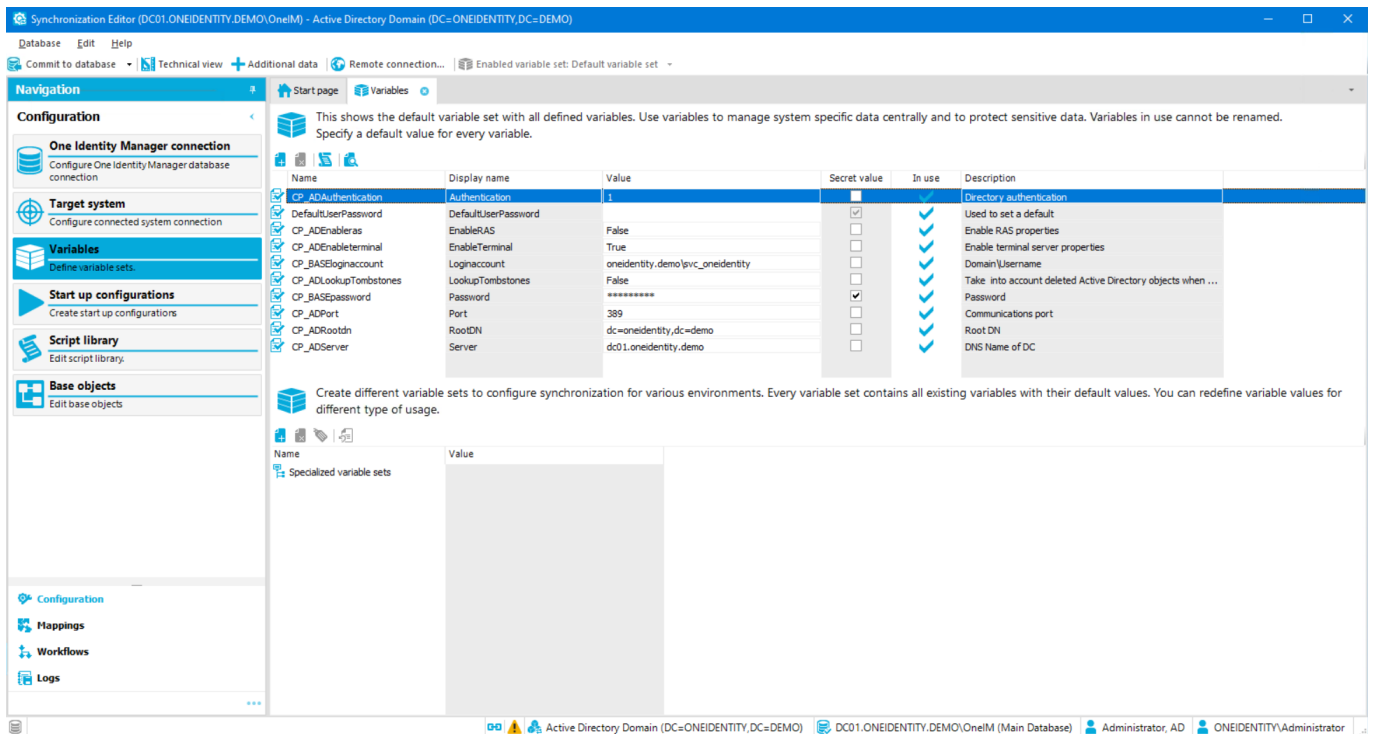 Synchronization Editor (DC01.ONEIDENTITY.DEMO\OneIM) - Active Directory Domain (DC=ONEIDENTITY,DC=DEMO)
Database Edit Help
Commit to database Technical view Additional data Remote connection... Enabled variable set: Default variable set
Navigation
Configuration
One Identity Manager connection
Configure One Identity Manager database
connection
Target system
Configure connected system connection
Variables
Define variable sets.
Start up configurations
Create start up configurations
Script library
Edit script library.
Base objects
Edit base objects
Configuration
Mappings
Workflows
Logs
Start page Variables
This shows the default variable set with all defined variables. Use variables to manage system specific data centrally and to protect sensitive data. Variables in use cannot be renamed.
Specify a default value for every variable.
Name Display name Value Secret value In use Description
CP_ADAuthentication Authentication 1 Directory authentication
DefaultUserPassword DefaultUserPassword Used to set a default
CP_ADEnableras EnableRAS False Enable RAS properties
CP_ADEnableterminal EnableTerminal True Enable terminal server properties
CP_BASEloginaccount Loginaccount oneidentity.demo\svc_oneidentity Domain\Username
CP_ADLookupTombstones LookupTombstones False Take into account deleted Active Directory objects when ...
CP_BASEpassword Password ********* Password
CP_ADPort Port 389 Communications port
CP_ADRootdn RootDN dc=oneidentity,dc=demo Root DN
CP_ADServer Server dc01.oneidentity.demo DNS Name of DC
Create different variable sets to configure synchronization for various environments. Every variable set contains all existing variables with their default values. You can redefine variable values for
different type of usage.
Name Value
Specialized variable sets
Active Directory Domain (DC=ONEIDENTITY,DC=DEMO) DC01.ONEIDENTITY.DEMO\OneIM (Main Database) Administrator, AD ONEIDENTITY\Administrator